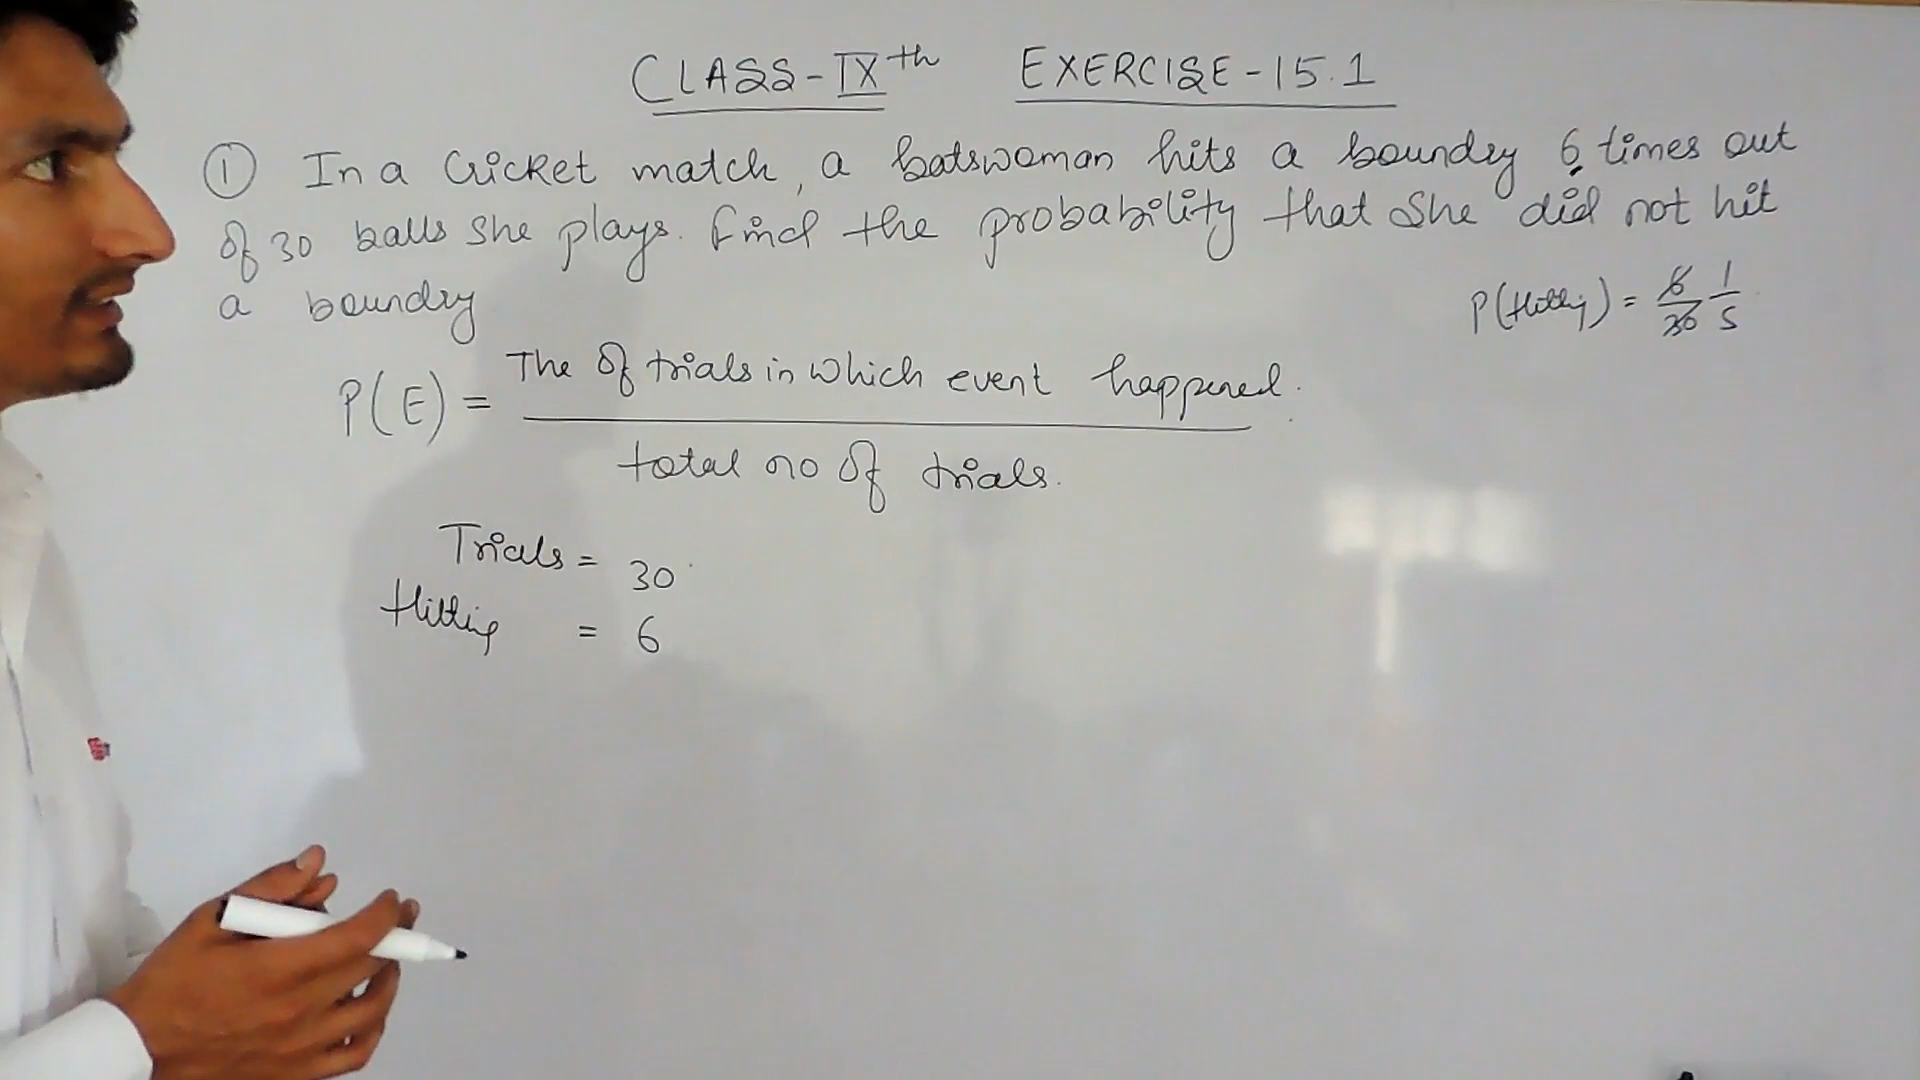 CLASS-IXth EXERCISE-15.1
① In a Cricket match, a batswoman hits a boundry 6 times out
of 30 balls she plays. find the probability that she did not hit
a boundry
P(Hitting) = 6/30 1/5
P(E) = The of trials in which event happened.
total no of trials.
Trials = 30
Hitting = 6